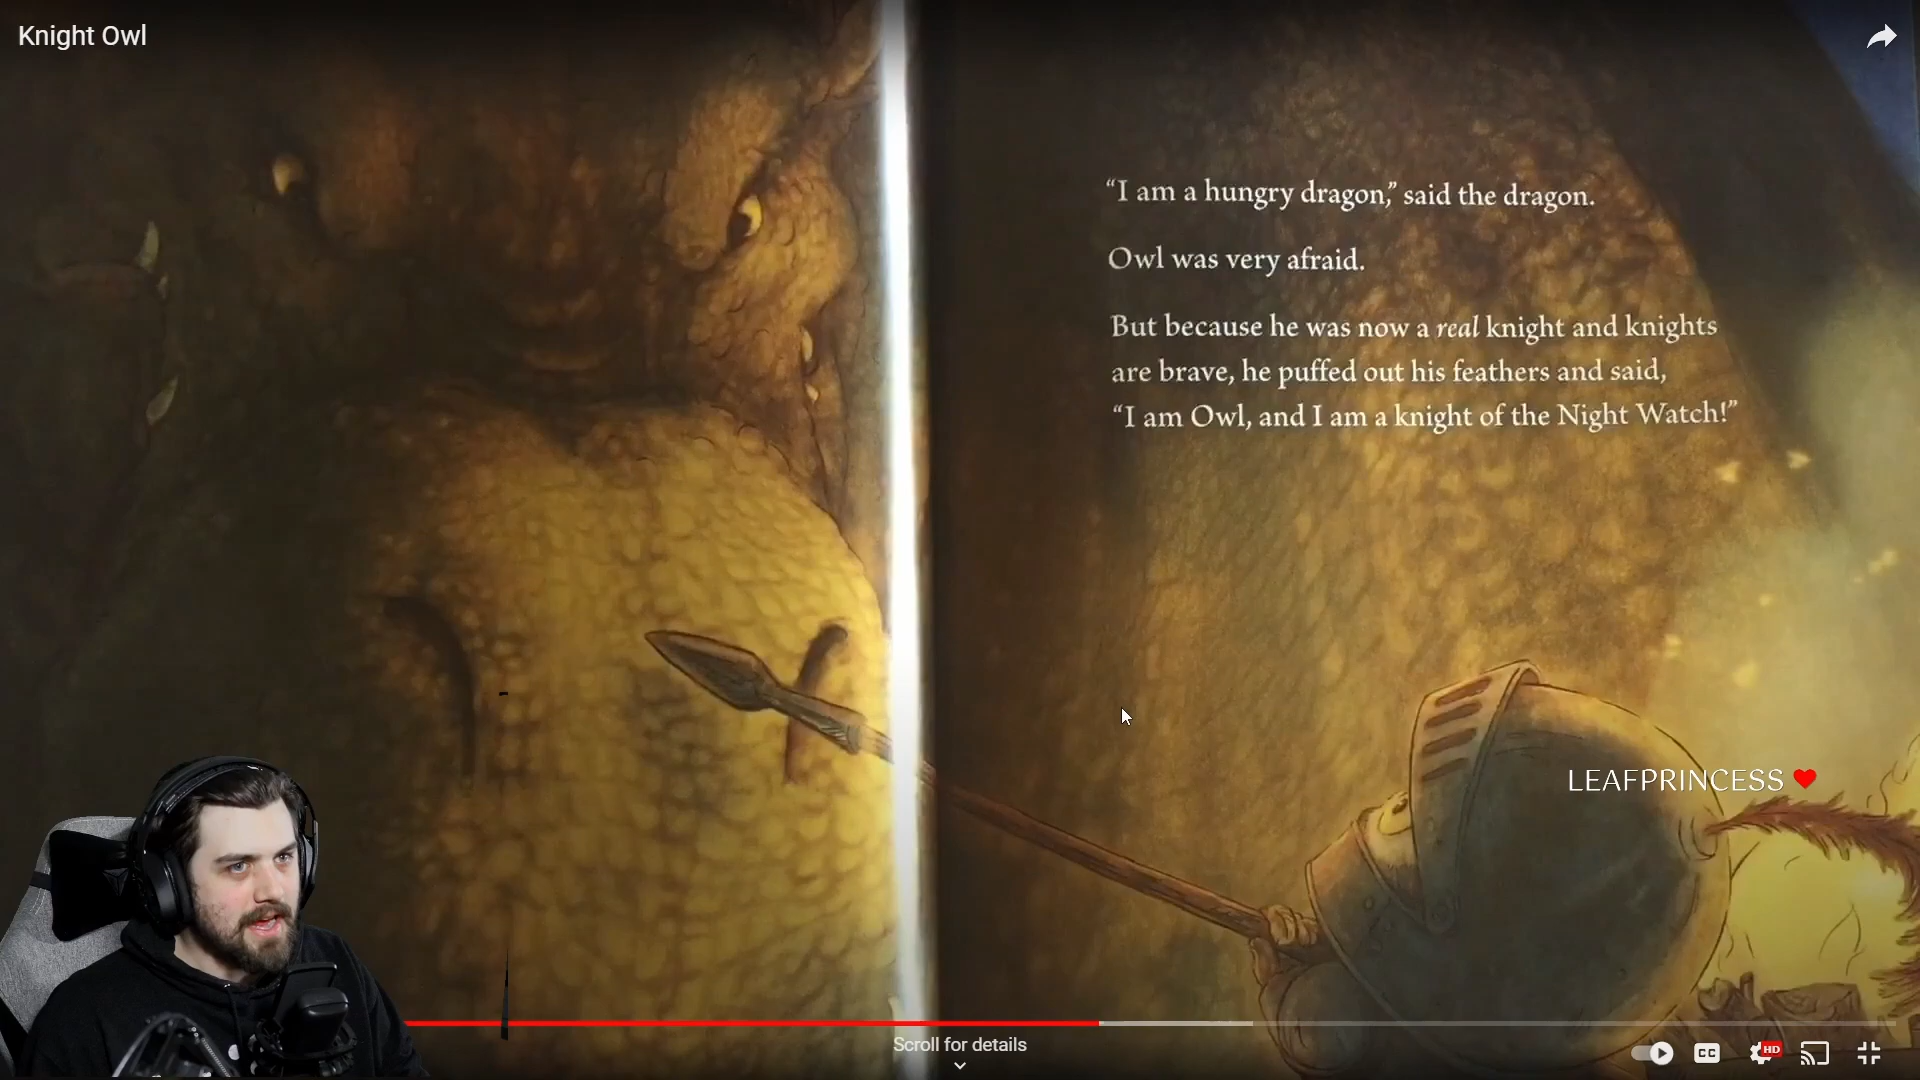 Knight Owl
“I am a hungry dragon,” said the dragon.
Owl was very afraid.
But because he was now a real knight and knights
are brave, he puffed out his feathers and said,
“I am Owl, and I am a knight of the Night Watch!”
LEAFPRINCESS
Scroll for details
CC
HD